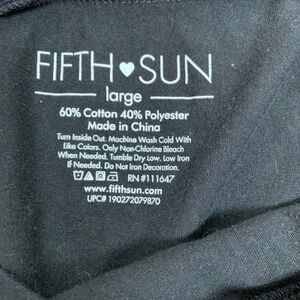 FIFTH♥SUN
large
60% Cotton 40% Polyester
Made in China
Turn Inside Out. Machine Wash Cold With
Like Colors. Only Non-Chlorine Bleach
When Needed. Tumble Dry Low. Low Iron
If Needed. Do Not Iron Decoration.
RN #111647
www.fifthsun.com
UPC# 190272079870